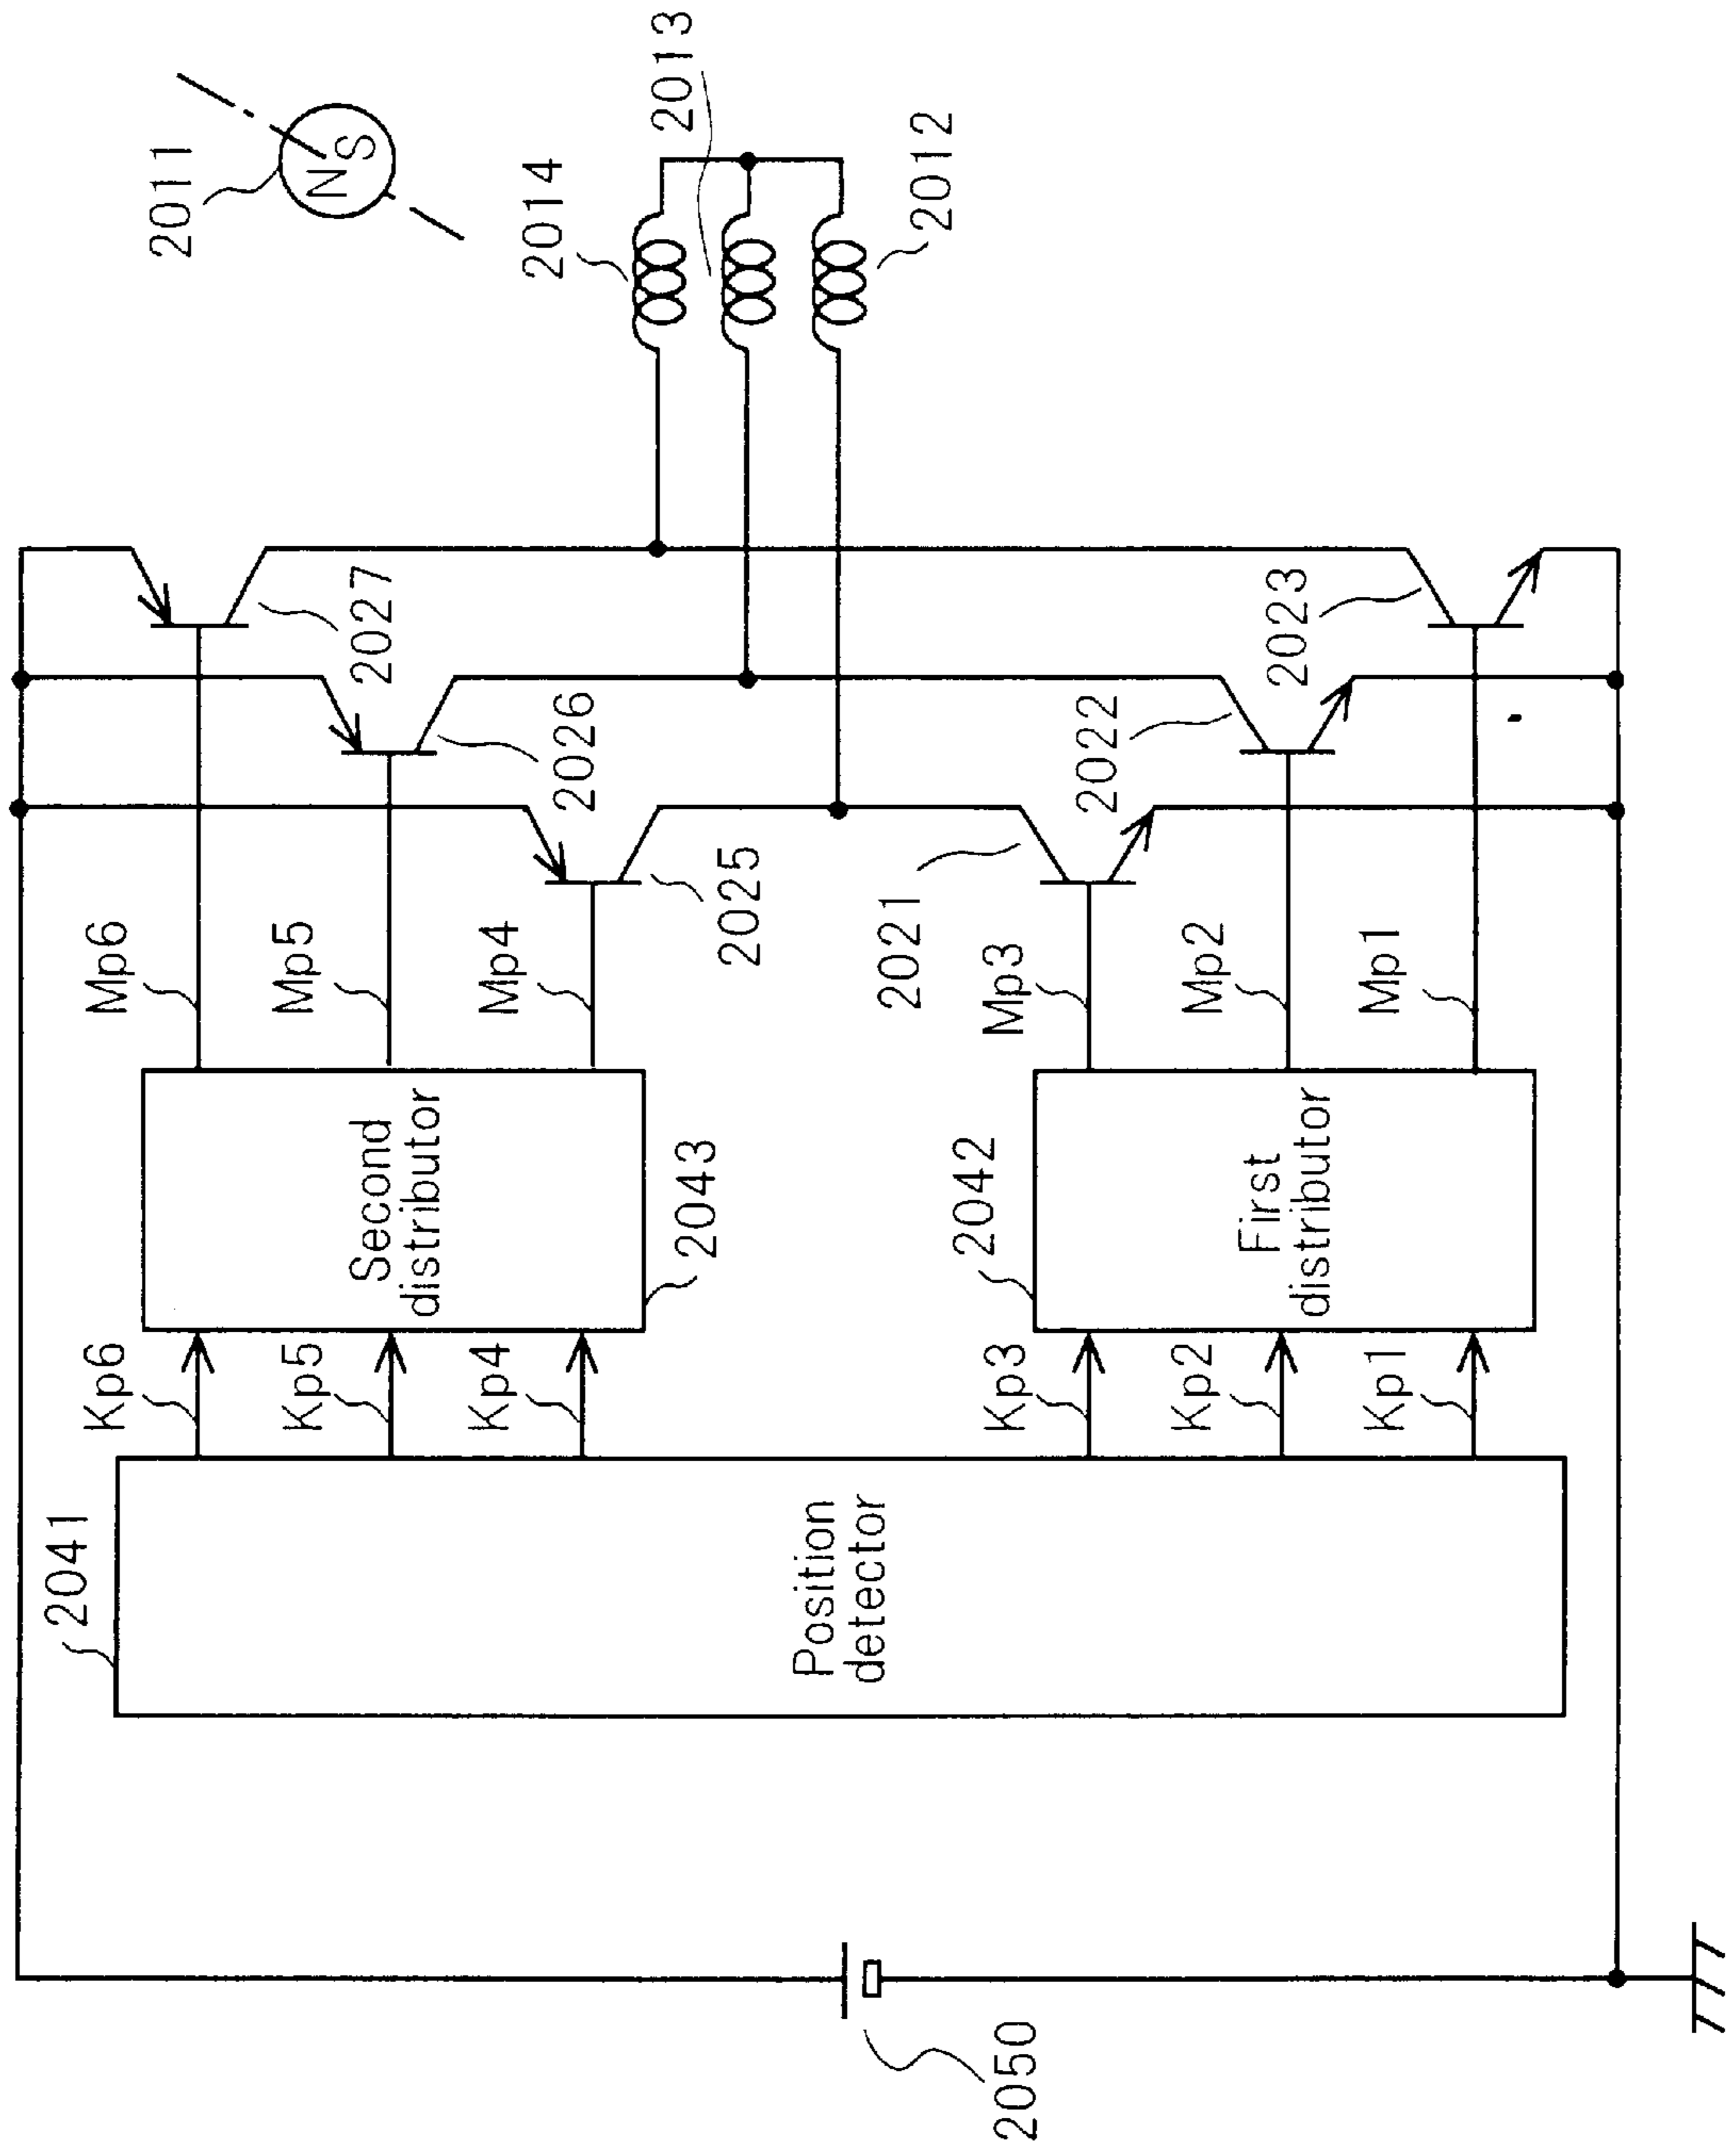 2011
N
S
2013
2014
2012
2027
2026
2025
2023
2022
2021
Mp6
Mp5
Mp4
Mp3
Mp2
Mp1
Second
distributor
2043
First
distributor
2042
Kp6
Kp5
Kp4
Kp3
Kp2
Kp1
Position
detector
2041
2050